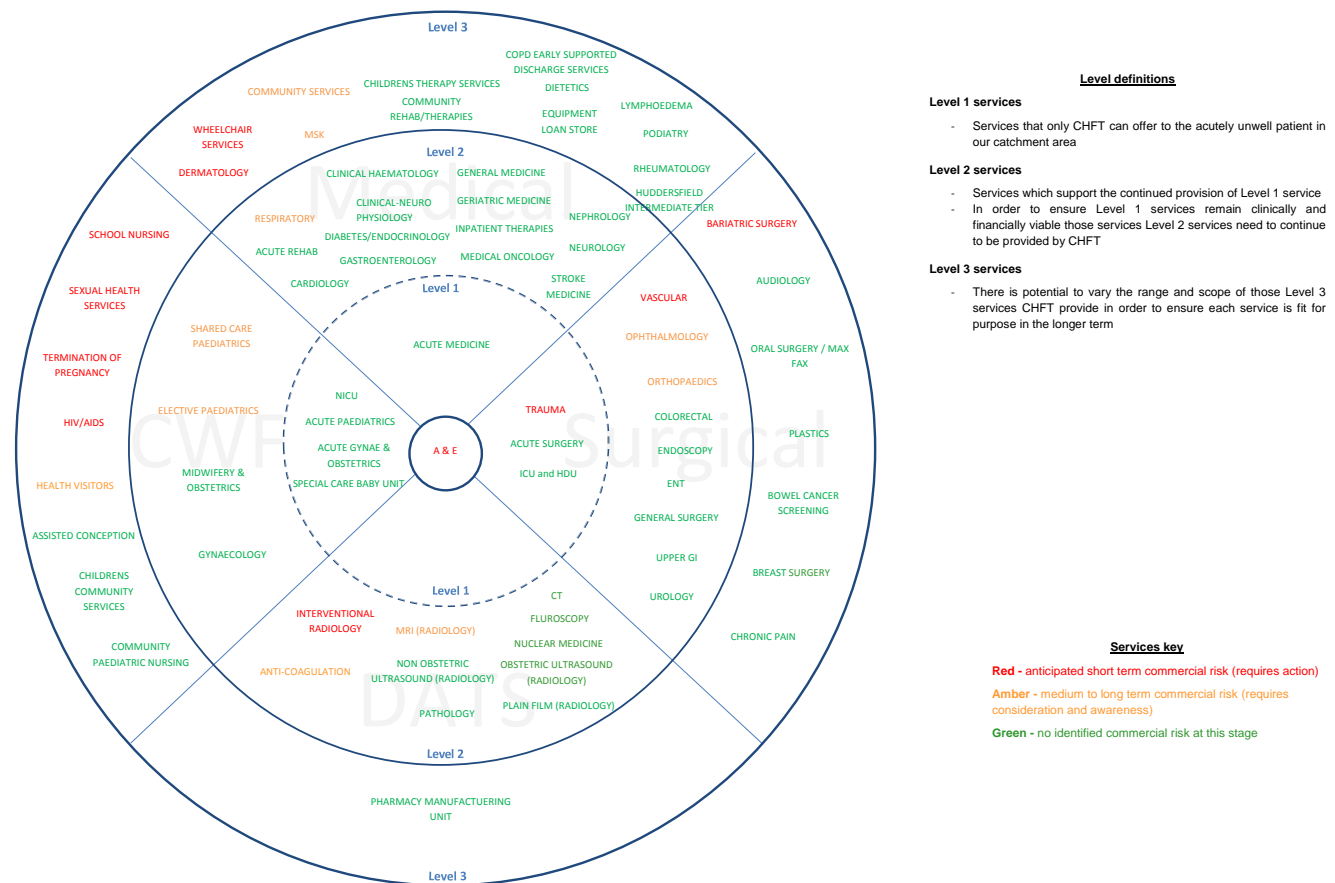 Level 3
COPD EARLY SUPPORTED
DISCHARGE SERVICES
CHILDRENS THERAPY SERVICES
DIETETICS
COMMUNITY SERVICES
COMMUNITY
REHAB/THERAPIES
LYMPHOEDEMA
EQUIPMENT
LOAN STORE
WHEELCHAIR
SERVICES
MSK
PODIATRY
Level 2
DERMATOLOGY
CLINICAL HAEMATOLOGY
GENERAL MEDICINE
RHEUMATOLOGY
Medical
HUDDERSFIELD
INTERMEDIATE TIER
CLINICAL-NEURO
PHYSIOLOGY
GERIATRIC MEDICINE
RESPIRATORY
NEPHROLOGY
BARIATRIC SURGERY
SCHOOL NURSING
DIABETES/ENDOCRINOLOGY
INPATIENT THERAPIES
ACUTE REHAB
GASTROENTEROLOGY
MEDICAL ONCOLOGY
NEUROLOGY
CARDIOLOGY
Level 1
STROKE
MEDICINE
AUDIOLOGY
SEXUAL HEALTH
SERVICES
VASCULAR
SHARED CARE
PAEDIATRICS
ACUTE MEDICINE
OPHTHALMOLOGY
ORAL SURGERY / MAX
FAX
TERMINATION OF
PREGNANCY
ORTHOPAEDICS
NICU
ELECTIVE PAEDIATRICS
TRAUMA
HIV/AIDS
ACUTE PAEDIATRICS
COLORECTAL
PLASTICS
CWF
Surgical
ACUTE GYNAE &
OBSTETRICS
A & E
ACUTE SURGERY
ENDOSCOPY
MIDWIFERY &
OBSTETRICS
SPECIAL CARE BABY UNIT
ICU and HDU
ENT
HEALTH VISITORS
BOWEL CANCER
SCREENING
GENERAL SURGERY
ASSISTED CONCEPTION
GYNAECOLOGY
UPPER GI
CHILDRENS
COMMUNITY
SERVICES
BREAST SURGERY
Level 1
CT
UROLOGY
INTERVENTIONAL
RADIOLOGY
MRI (RADIOLOGY)
FLUROSCOPY
CHRONIC PAIN
COMMUNITY
PAEDIATRIC NURSING
NUCLEAR MEDICINE
ANTI-COAGULATION
NON OBSTETRIC
ULTRASOUND (RADIOLOGY)
OBSTETRIC ULTRASOUND
(RADIOLOGY)
DATS
PATHOLOGY
PLAIN FILM (RADIOLOGY)
Level 2
PHARMACY MANUFACTUERING
UNIT
Level 3
Level definitions
Level 1 services
- Services that only CHFT can offer to the acutely unwell patient in
our catchment area
Level 2 services
- Services which support the continued provision of Level 1 service
- In order to ensure Level 1 services remain clinically and
financially viable those services Level 2 services need to continue
to be provided by CHFT
Level 3 services
- There is potential to vary the range and scope of those Level 3
services CHFT provide in order to ensure each service is fit for
purpose in the longer term
Services key
Red - anticipated short term commercial risk (requires action)
Amber - medium to long term commercial risk (requires
consideration and awareness)
Green - no identified commercial risk at this stage